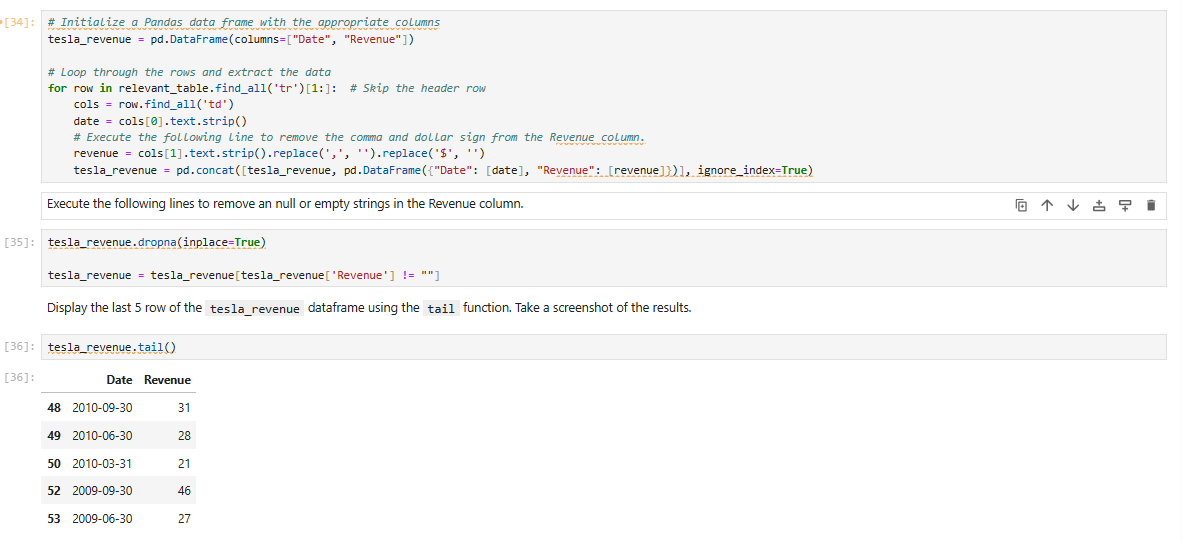 [34]:
# Initialize a Pandas data frame with the appropriate columns
tesla_revenue = pd.DataFrame(columns=["Date", "Revenue"])
# Loop through the rows and extract the data
for row in relevant_table.find_all('tr')[1:]:  # Skip the header row
    cols = row.find_all('td')
    date = cols[0].text.strip()
    # Execute the following line to remove the comma and dollar sign from the Revenue column.
    revenue = cols[1].text.strip().replace(',', '').replace('$', '')
    tesla_revenue = pd.concat([tesla_revenue, pd.DataFrame({"Date": [date], "Revenue": [revenue]})], ignore_index=True)
Execute the following lines to remove an null or empty strings in the Revenue column.
[35]:
tesla_revenue.dropna(inplace=True)
tesla_revenue = tesla_revenue[tesla_revenue['Revenue'] != ""]
Display the last 5 row of the tesla_revenue dataframe using the tail function. Take a screenshot of the results.
[36]:
tesla_revenue.tail()
[36]:
Date Revenue
48 2010-09-30 31
49 2010-06-30 28
50 2010-03-31 21
52 2009-09-30 46
53 2009-06-30 27